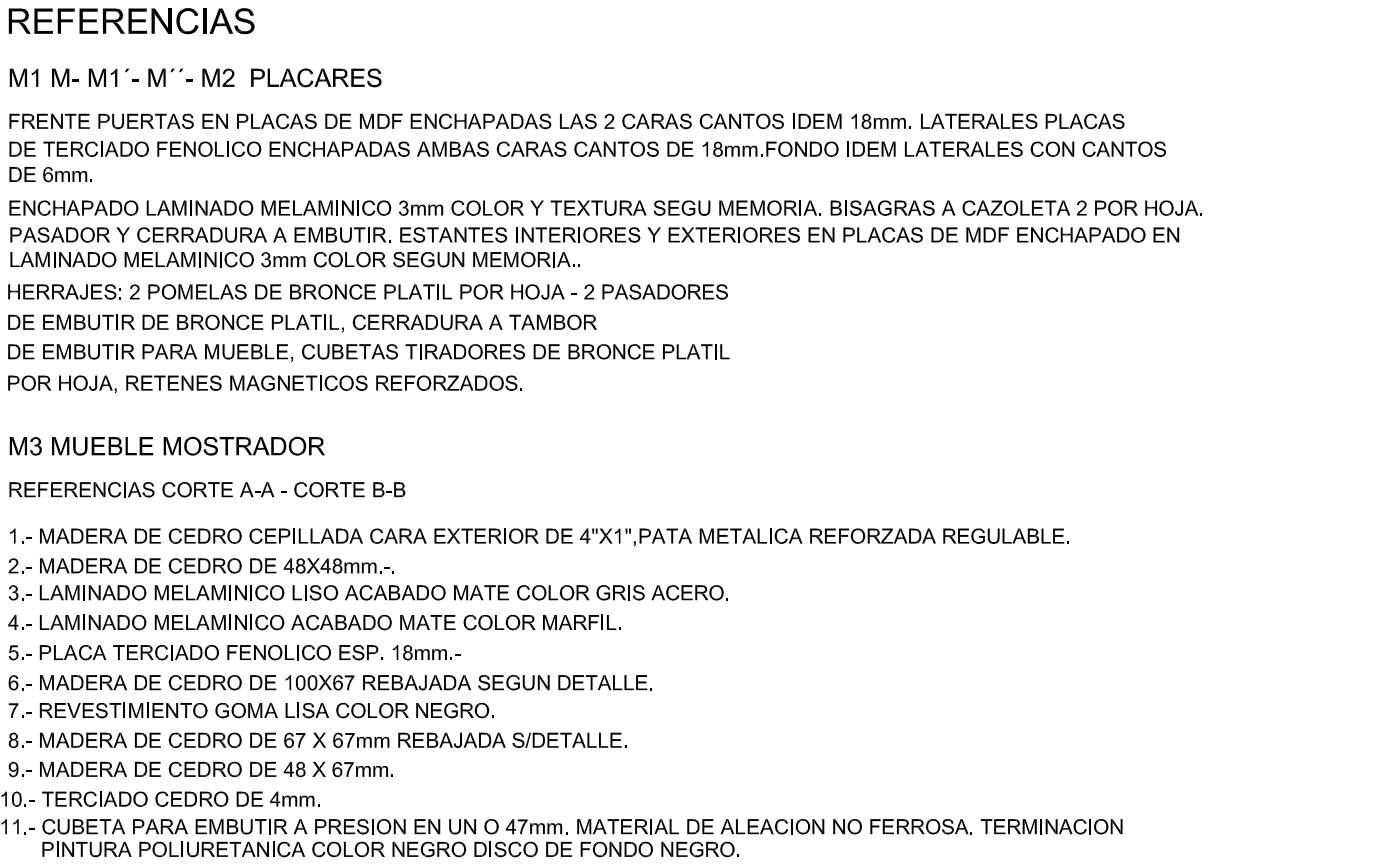 REFERENCIAS
M1 M- M1´- M´´- M2 PLACARES
FRENTE PUERTAS EN PLACAS DE MDF ENCHAPADAS LAS 2 CARAS CANTOS IDEM 18mm. LATERALES PLACAS
DE TERCIADO FENOLICO ENCHAPADAS AMBAS CARAS CANTOS DE 18mm.FONDO IDEM LATERALES CON CANTOS
DE 6mm.
ENCHAPADO LAMINADO MELAMINICO 3mm COLOR Y TEXTURA SEGU MEMORIA. BISAGRAS A CAZOLETA 2 POR HOJA.
PASADOR Y CERRADURA A EMBUTIR. ESTANTES INTERIORES Y EXTERIORES EN PLACAS DE MDF ENCHAPADO EN
LAMINADO MELAMINICO 3mm COLOR SEGUN MEMORIA..
HERRAJES: 2 POMELAS DE BRONCE PLATIL POR HOJA - 2 PASADORES
DE EMBUTIR DE BRONCE PLATIL, CERRADURA A TAMBOR
DE EMBUTIR PARA MUEBLE, CUBETAS TIRADORES DE BRONCE PLATIL
POR HOJA, RETENES MAGNETICOS REFORZADOS.
M3 MUEBLE MOSTRADOR
REFERENCIAS CORTE A-A - CORTE B-B
1.- MADERA DE CEDRO CEPILLADA CARA EXTERIOR DE 4"X1",PATA METALICA REFORZADA REGULABLE.
2.- MADERA DE CEDRO DE 48X48mm.-.
3.- LAMINADO MELAMINICO LISO ACABADO MATE COLOR GRIS ACERO.
4.- LAMINADO MELAMINICO ACABADO MATE COLOR MARFIL.
5.- PLACA TERCIADO FENOLICO ESP. 18mm.-
6.- MADERA DE CEDRO DE 100X67 REBAJADA SEGUN DETALLE.
7.- REVESTIMIENTO GOMA LISA COLOR NEGRO.
8.- MADERA DE CEDRO DE 67 X 67mm REBAJADA S/DETALLE.
9.- MADERA DE CEDRO DE 48 X 67mm.
10.- TERCIADO CEDRO DE 4mm.
11.- CUBETA PARA EMBUTIR A PRESION EN UN O 47mm. MATERIAL DE ALEACION NO FERROSA. TERMINACION
PINTURA POLIURETANICA COLOR NEGRO DISCO DE FONDO NEGRO.